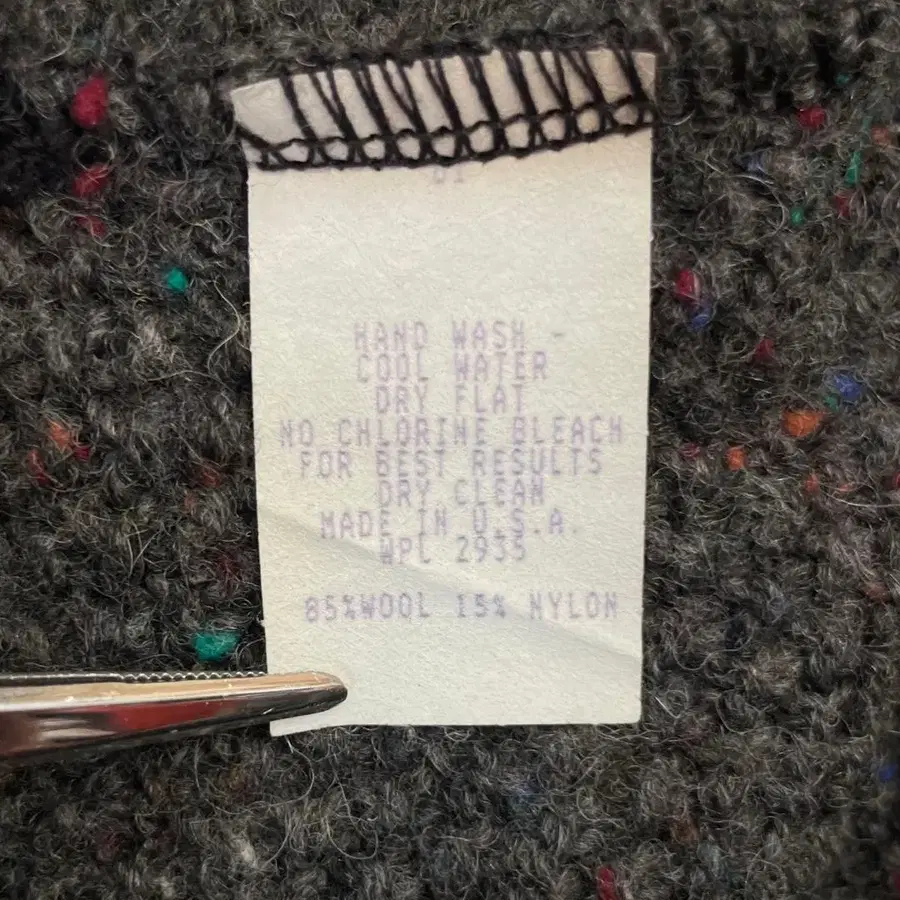 HAND WASH -
COOL WATER
DRY FLAT
NO CHLORINE BLEACH
FOR BEST RESULTS
DRY CLEAN
MADE IN U.S.A.
WPL 2935
85%WOOL 15% NYLON